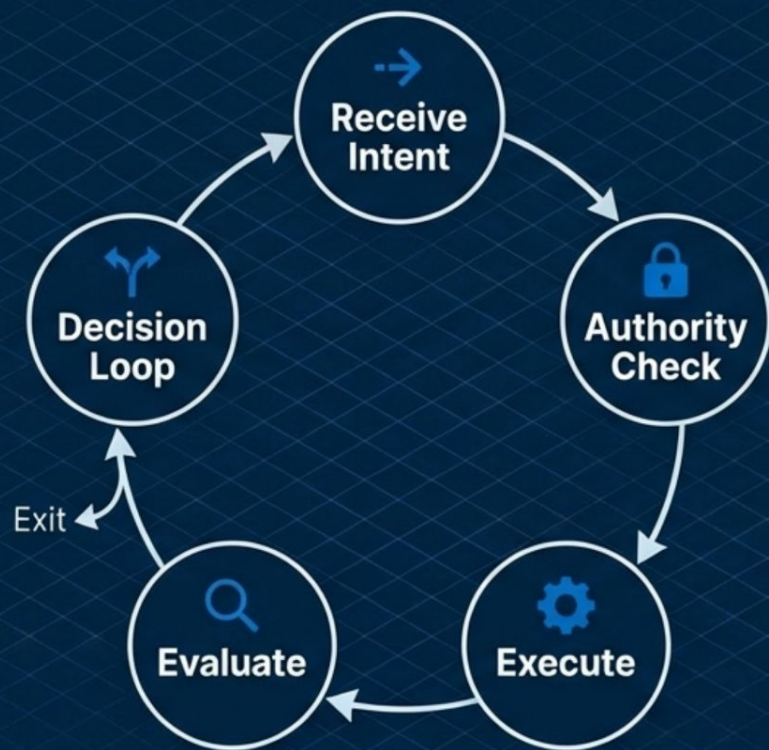 Receive
Intent
Authority
Check
Execute
Evaluate
Exit
Decision
Loop